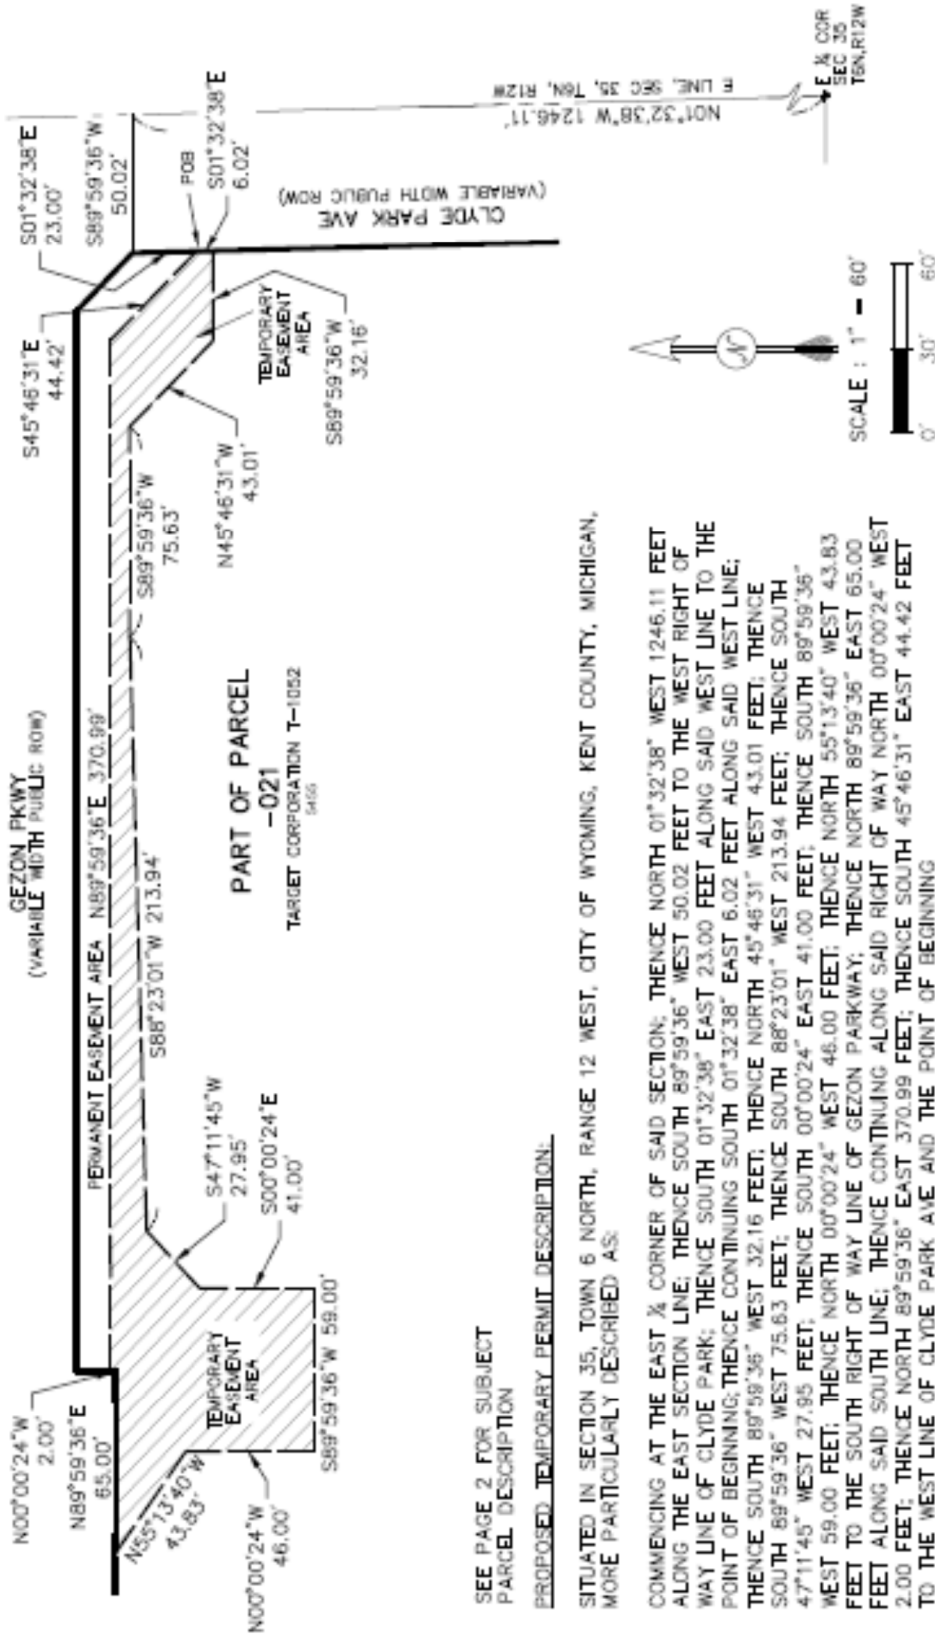 GEZON PKWY
(VARIABLE WIDTH PUBLIC ROW)
N00°00'24"W
2.00'
N89°59'36"E
65.00'
PERMANENT EASEMENT AREA N89°59'36"E 370.99'
S45°46'31"E
44.42'
S01°32'38"E
23.00'
S89°59'36"W
50.02'
POB
S01°32'38"E
6.02'
N55°13'40"W
43.83'
N00°00'24"W
46.00'
TEMPORARY
EASEMENT
AREA
S89°59'36"W 59.00'
S47°11'45"W
27.95'
S00°00'24"E
41.00'
S88°23'01"W 213.94'
S89°59'36"W
75.63'
N45°46'31"W
43.01'
TEMPORARY
EASEMENT
AREA
S89°59'36"W
32.16'
CLYDE PARK AVE
(VARIABLE WIDTH PUBLIC ROW)
N01°32'38"W 1246.11'
E LINE, SEC 35, T6N, R12W
E ¼ COR
SEC 35
T6N,R12W
PART OF PARCEL
-021
TARGET CORPORATION T-1052
5455
N
SCALE : 1" = 60'
0' 30' 60'
SEE PAGE 2 FOR SUBJECT
PARCEL DESCRIPTION
PROPOSED TEMPORARY PERMIT DESCRIPTION:
SITUATED IN SECTION 35, TOWN 6 NORTH, RANGE 12 WEST, CITY OF WYOMING, KENT COUNTY, MICHIGAN,
MORE PARTICULARLY DESCRIBED AS:
COMMENCING AT THE EAST ¼ CORNER OF SAID SECTION; THENCE NORTH 01°32'38" WEST 1246.11 FEET
ALONG THE EAST SECTION LINE; THENCE SOUTH 89°59'36" WEST 50.02 FEET TO THE WEST RIGHT OF
WAY LINE OF CLYDE PARK; THENCE SOUTH 01°32'38" EAST 23.00 FEET ALONG SAID WEST LINE TO THE
POINT OF BEGINNING; THENCE CONTINUING SOUTH 01°32'38" EAST 6.02 FEET ALONG SAID WEST LINE;
THENCE SOUTH 89°59'36" WEST 32.16 FEET; THENCE NORTH 45°46'31" WEST 43.01 FEET; THENCE
SOUTH 89°59'36" WEST 75.63 FEET; THENCE SOUTH 88°23'01" WEST 213.94 FEET; THENCE SOUTH
47°11'45" WEST 27.95 FEET; THENCE SOUTH 00°00'24" EAST 41.00 FEET; THENCE SOUTH 89°59'36"
WEST 59.00 FEET; THENCE NORTH 00°00'24" WEST 46.00 FEET; THENCE NORTH 55°13'40" WEST 43.83
FEET TO THE SOUTH RIGHT OF WAY LINE OF GEZON PARKWAY; THENCE NORTH 89°59'36" EAST 65.00
FEET ALONG SAID SOUTH LINE; THENCE CONTINUING ALONG SAID RIGHT OF WAY NORTH 00°00'24" WEST
2.00 FEET; THENCE NORTH 89°59'36" EAST 370.99 FEET; THENCE SOUTH 45°46'31" EAST 44.42 FEET
TO THE WEST LINE OF CLYDE PARK AVE AND THE POINT OF BEGINNING